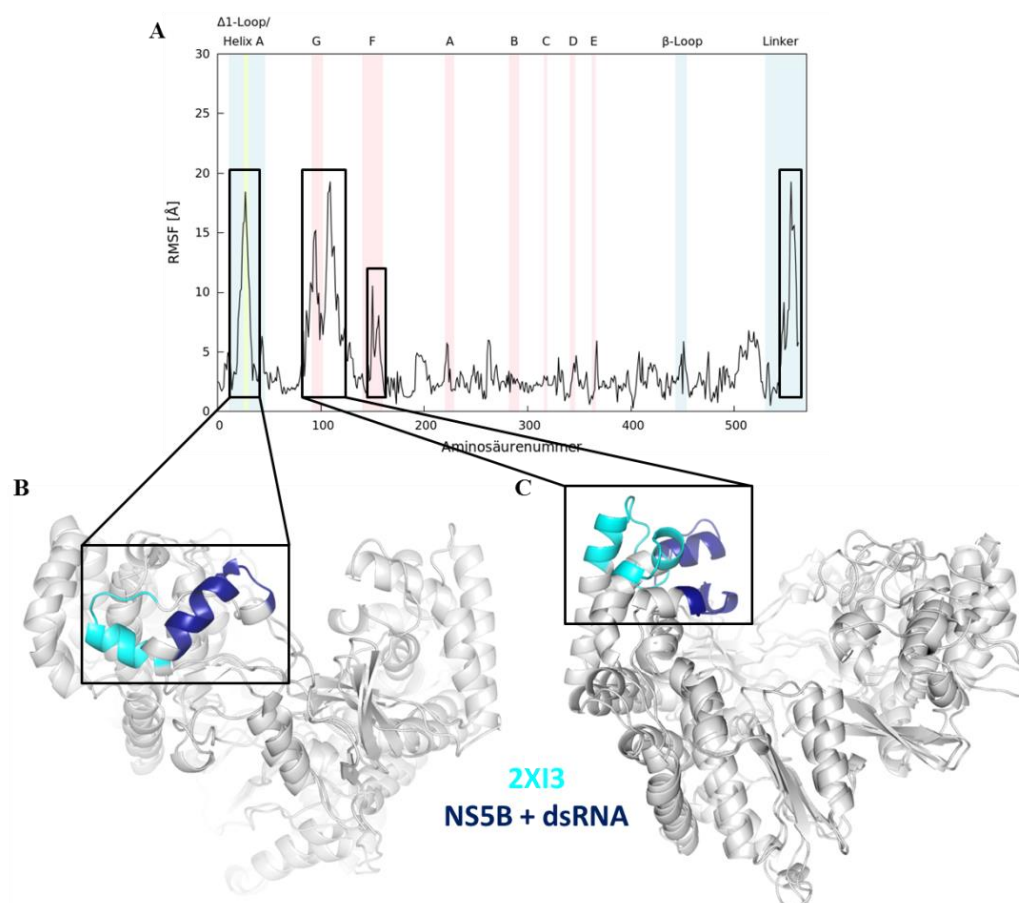 A
Δ1-Loop/
Helix A
G F A B C D E β-Loop Linker
30
25
20
15
10
5
0
RMSF [Å]
0 100 200 300 400 500
Aminosäurenummer
B
C
2XI3
NS5B + dsRNA